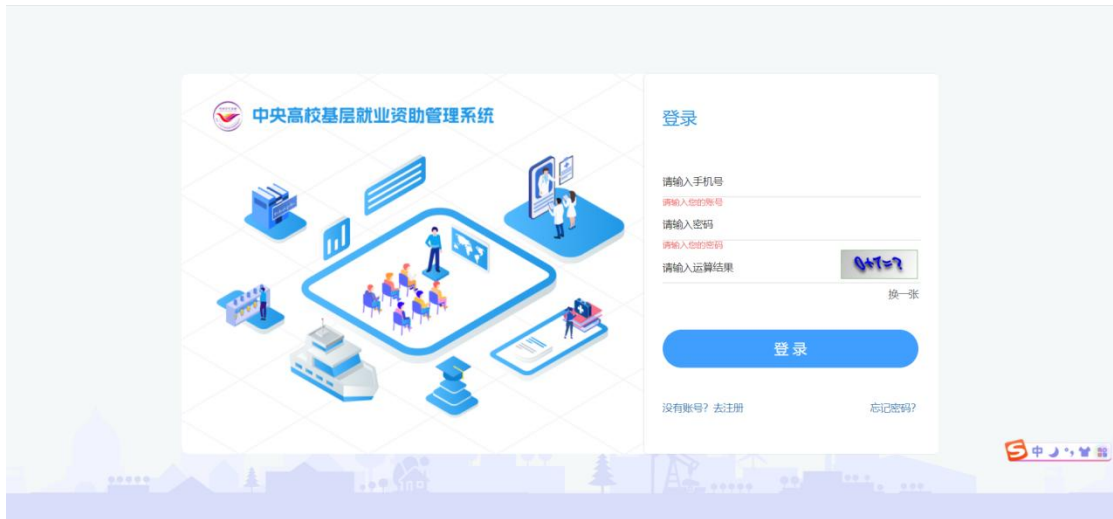 中央高校基层就业资助管理系统
登录
请输入手机号
请输入您的账号
请输入密码
请输入您的密码
请输入运算结果
0+7=?
换一张
登录
没有账号？去注册
忘记密码？
S中